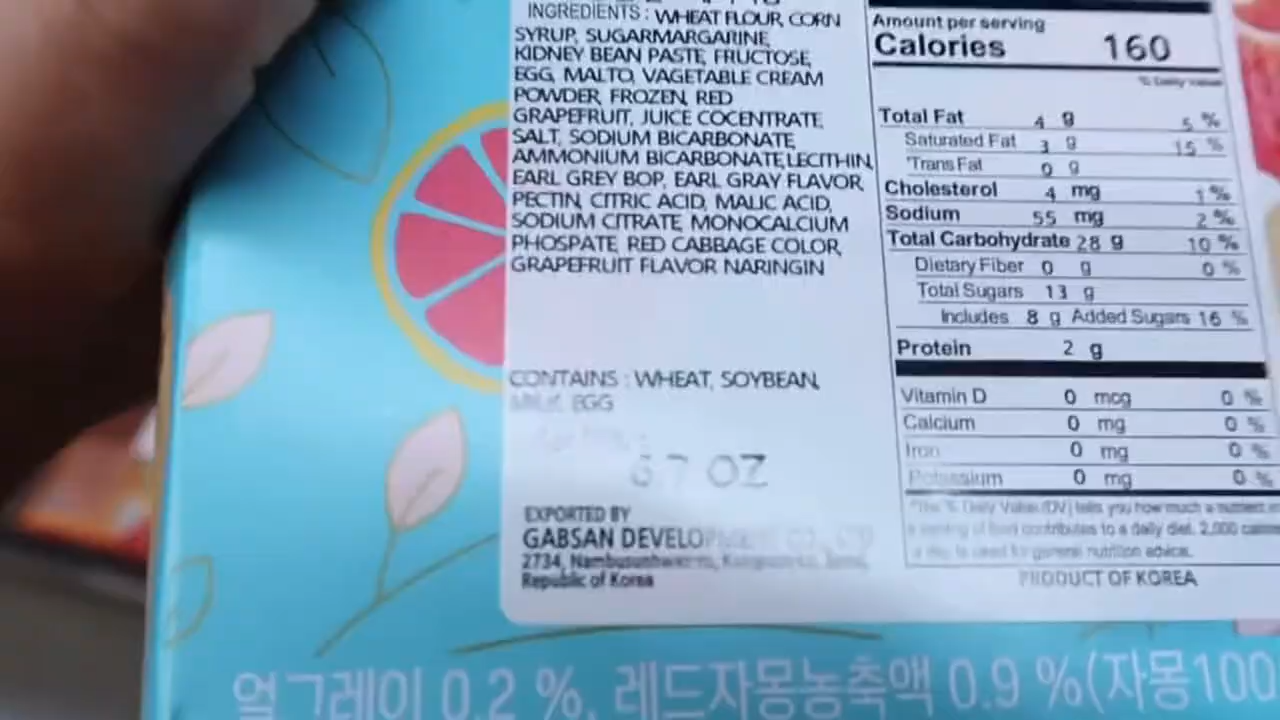 INGREDIENTS : WHEAT FLOUR, CORN
SYRUP, SUGARMARGARINE,
KIDNEY BEAN PASTE, FRUCTOSE,
EGG, MALTO, VAGETABLE CREAM
POWDER, FROZEN, RED
GRAPEFRUIT, JUICE COCENTRATE,
SALT, SODIUM BICARBONATE,
AMMONIUM BICARBONATE, LECITHIN,
EARL GREY BOP, EARL GRAY FLAVOR,
PECTIN, CITRIC ACID, MALIC ACID,
SODIUM CITRATE, MONOCALCIUM
PHOSPATE, RED CABBAGE COLOR,
GRAPEFRUIT FLAVOR NARINGIN
CONTAINS : WHEAT, SOYBEAN,
MILK, EGG
6.7 OZ
EXPORTED BY
GABSAN DEVELOPMENT CO., LTD
2734,
Republic of Korea
Amount per serving
Calories 160
% Daily value
Total Fat 4 g 5 %
Saturated Fat 3 g 15 %
*Trans Fat 0 g
Cholesterol 4 mg 1 %
Sodium 55 mg 2 %
Total Carbohydrate 28 g 10 %
Dietary Fiber 0 g 0 %
Total Sugars 13 g
Includes 8 g Added Sugars 16 %
Protein 2 g
Vitamin D 0 mcg 0 %
Calcium 0 mg 0 %
Iron 0 mg 0 %
Potassium 0 mg 0 %
*The % Daily Value (DV) tells you how much a nutrient in
a serving of food contributes to a daily diet. 2,000
a day is used for general nutrition advice.
PRODUCT OF KOREA
얼그레이 0.2 %, 레드자몽농축액 0.9 %(자몽100